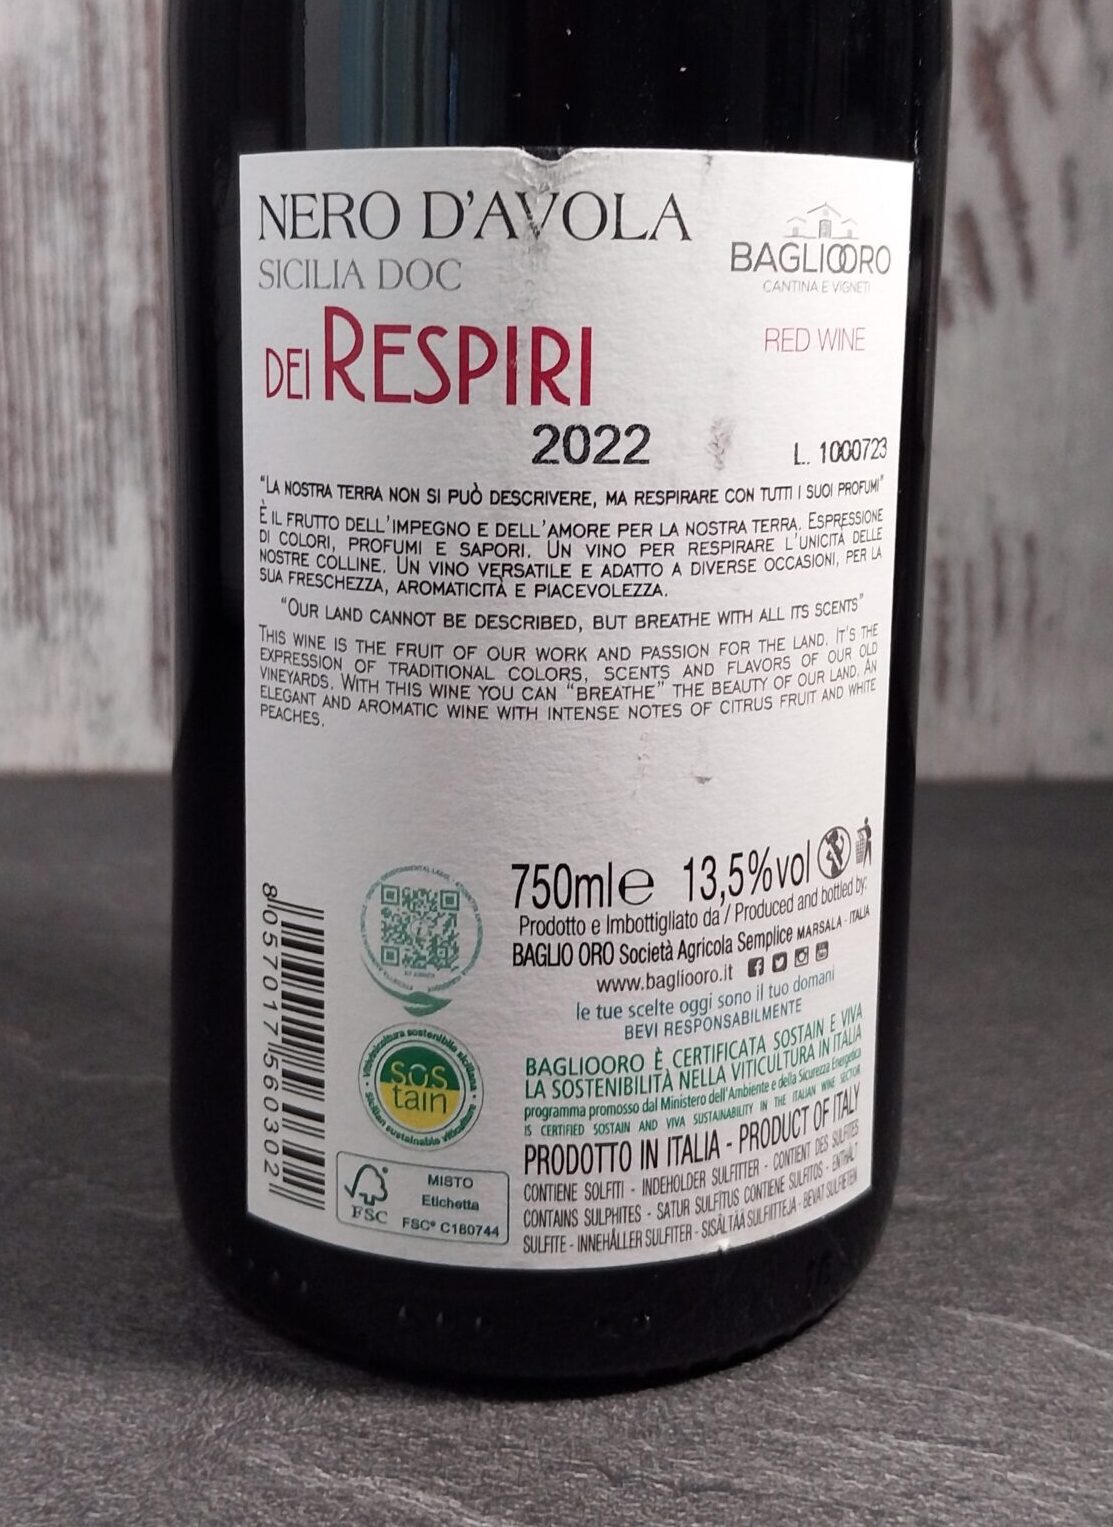 NERO D'AVOLA
SICILIA DOC
BAGLIOORO
CANTINA E VIGNETI
DEI RESPIRI
RED WINE
2022
L. 1000723
"LA NOSTRA TERRA NON SI PUÒ DESCRIVERE, MA RESPIRARE CON TUTTI I SUOI PROFUMI"
È IL FRUTTO DELL'IMPEGNO E DELL'AMORE PER LA NOSTRA TERRA. ESPRESSIONE
DI COLORI, PROFUMI E SAPORI. UN VINO PER RESPIRARE L'UNICITÀ DELLE
NOSTRE COLLINE. UN VINO VERSATILE E ADATTO A DIVERSE OCCASIONI, PER LA
SUA FRESCHEZZA, AROMATICITÀ E PIACEVOLEZZA.
"OUR LAND CANNOT BE DESCRIBED, BUT BREATHE WITH ALL ITS SCENTS"
THIS WINE IS THE FRUIT OF OUR WORK AND PASSION FOR THE LAND. IT'S THE
EXPRESSION OF TRADITIONAL COLORS, SCENTS AND FLAVORS OF OUR OLD
VINEYARDS. WITH THIS WINE YOU CAN "BREATHE" THE BEAUTY OF OUR LAND. AN
ELEGANT AND AROMATIC WINE WITH INTENSE NOTES OF CITRUS FRUIT AND WHITE
PEACHES.
750ml℮ 13,5%vol
Prodotto e Imbottigliato da / Produced and bottled by:
BAGLIO ORO Società Agricola Semplice MARSALA - ITALIA
www.bagliooro.it
le tue scelte oggi sono il tuo domani
BEVI RESPONSABILMENTE
BAGLIOORO È CERTIFICATA SOSTAIN E VIVA
LA SOSTENIBILITÀ NELLA VITICULTURA IN ITALIA
programma promosso dal Ministero dell'Ambiente e della Sicurezza Energetica
IS CERTIFIED SOSTAIN AND VIVA SUSTAINABILITY IN THE ITALIAN WINE SECTOR
PRODOTTO IN ITALIA - PRODUCT OF ITALY
CONTIENE SOLFITI - INDEHOLDER SULFITTER - CONTIENT DES SULFITES
CONTAINS SULPHITES - SATUR SULFITUS CONTIENE SULFITOS - ENTHÄLT
SULFITE - INNEHÅLLER SULFITER - SISÄLTÄÄ SULFIITTEJA - BEVAT SULFIETEN
8 057017 560302
vitivinicoltura sostenibile siciliana
SOS
tain
sicilian sustainable viticulture
FSC
MISTO
Etichetta
FSC® C160744